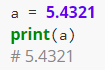 a = 5.4321
print(a)
# 5.4321